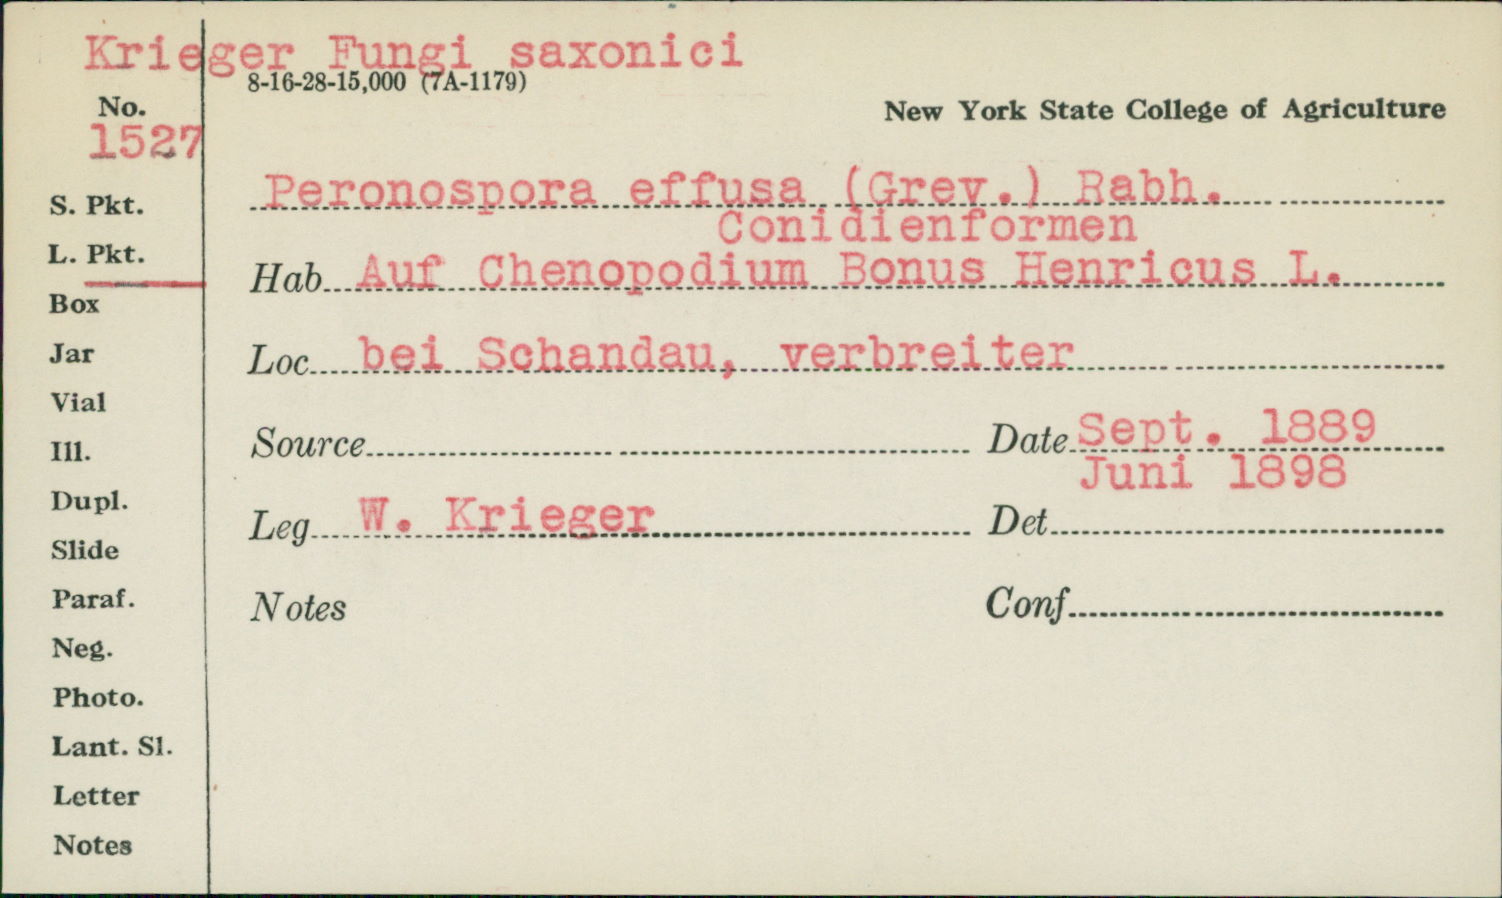 Krieger Fungi saxonici
8-16-28-15,000 (7A-1179)
No.
1527
New York State College of Agriculture
Peronospora effusa (Grev.) Rabh.
Conidienformen
S. Pkt.
L. Pkt.
Box
Jar
Vial
Ill.
Dupl.
Slide
Paraf.
Neg.
Photo.
Lant. Sl.
Letter
Notes
Hab Auf Chenopodium Bonus Henricus L.
Loc bei Schandau, verbreiter
Source
Date Sept. 1889
Juni 1898
Leg W. Krieger
Det
Notes
Conf